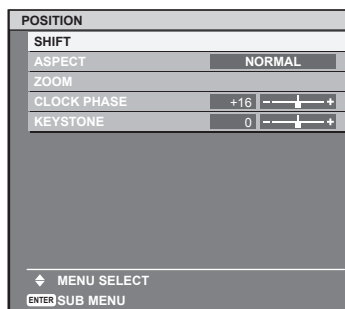 POSITION
SHIFT
ASPECT NORMAL
ZOOM
CLOCK PHASE +16 - +
KEYSTONE 0 - +
MENU SELECT
ENTER SUB MENU